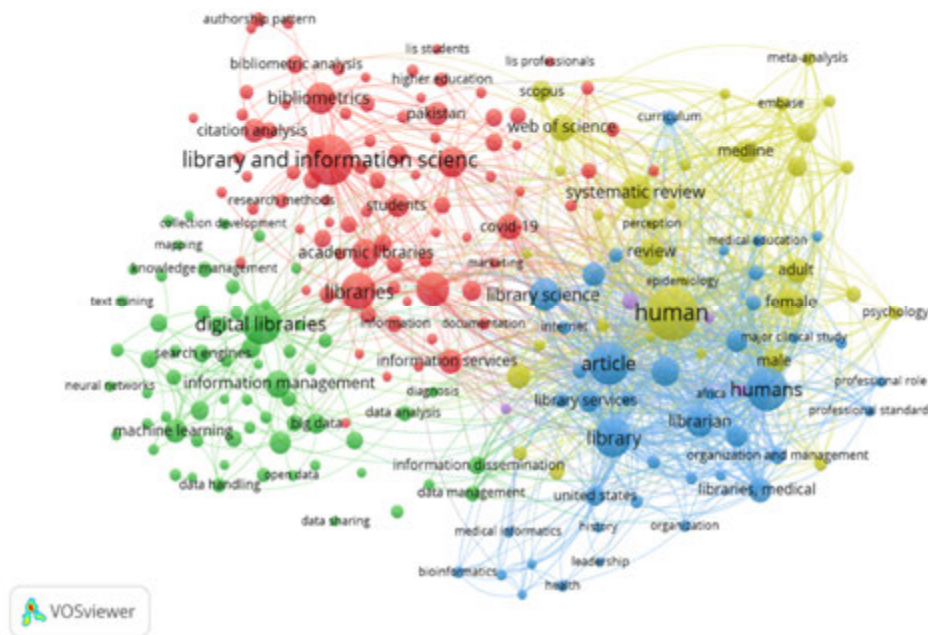 authorship pattern
lis students
lis professionals
meta-analysis
bibliometric analysis
higher education
scopus
embase
bibliometrics
pakistan
curriculum
citation analysis
web of science
medline
library and information scienc
research methods
students
systematic review
collection development
covid-19
perception
mapping
academic libraries
review
medical education
knowledge management
marketing
epidemiology
adult
text mining
libraries
library science
human
female
psychology
digital libraries
information
documentation
internet
major clinical study
search engines
information services
article
male
neural networks
information management
diagnosis
library services
africa
humans
professional role
data analysis
professional standard
machine learning
big data
library
librarian
information dissemination
organization and management
data handling
open data
data management
united states
libraries, medical
data sharing
medical informatics
history
organization
bioinformatics
leadership
health
VOSviewer